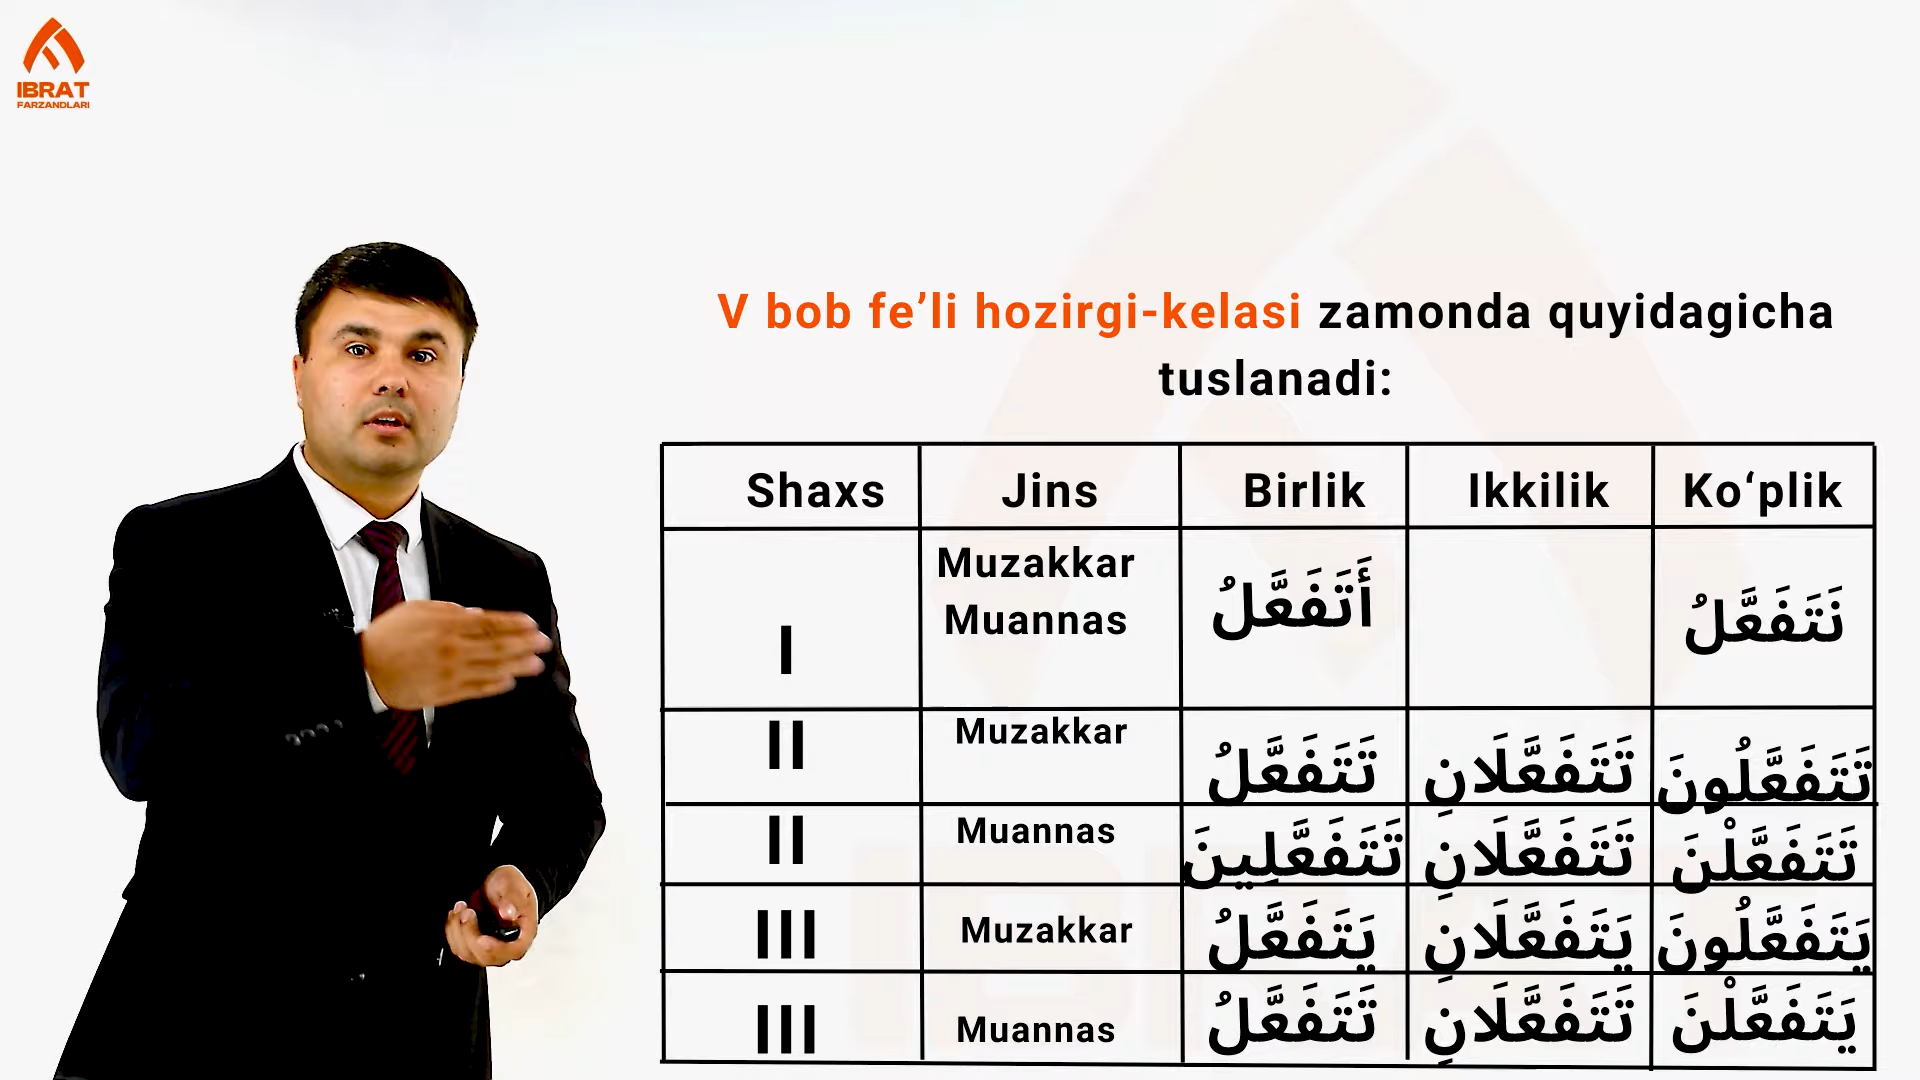 IBRAT
FARZANDLARI
V bob fe’li hozirgi-kelasi zamonda quyidagicha
tuslanadi:
Shaxs Jins Birlik Ikkilik Ko‘plik
I Muzakkar Muannas أَتَفَعَّلُ نَتَفَعَّلُ
II Muzakkar تَتَفَعَّلُ تَتَفَعَّلَانِ تَتَفَعَّلُونَ
II Muannas تَتَفَعَّلِينَ تَتَفَعَّلَانِ تَتَفَعَّلْنَ
III Muzakkar يَتَفَعَّلُ يَتَفَعَّلَانِ يَتَفَعَّلُونَ
III Muannas تَتَفَعَّلُ تَتَفَعَّلَانِ يَتَفَعَّلْنَ